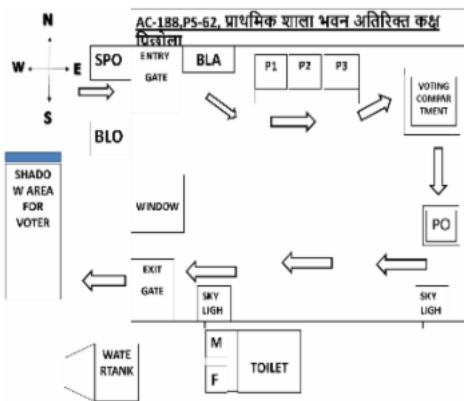 AC-188,PS-62, प्राथमिक शाला भवन अतिरिक्त कक्ष
पिछोला
N
W E
S
SPO
ENTRY
GATE
BLA
P1 P2 P3
VOTING
COMPAR
TMENT
BLO
SHADO
W AREA
FOR
VOTER
WINDOW
PO
EXIT
GATE
SKY
LIGH
SKY
LIGH
WATE
RTANK
M
F
TOILET